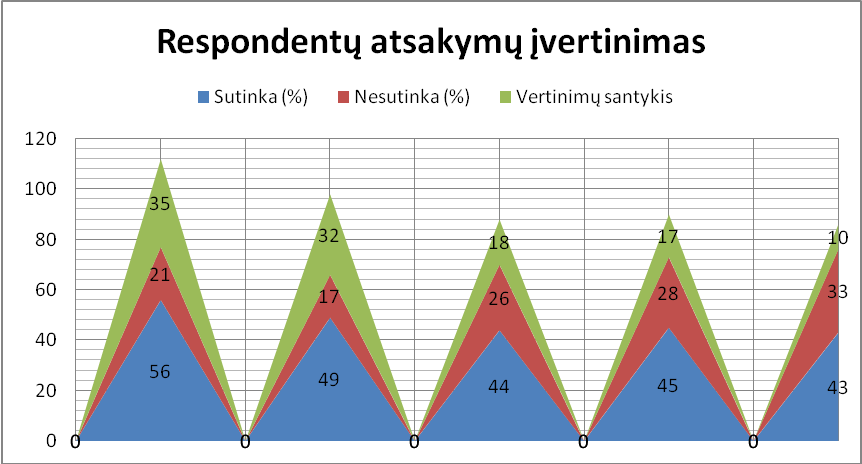 Respondentų atsakymų įvertinimas
Sutinka (%) Nesutinka (%) Vertinimų santykis
120
100
80
60
40
20
0
35 32 18 17 10
21 17 26 28 33
56 49 44 45 43
0 0 0 0 0